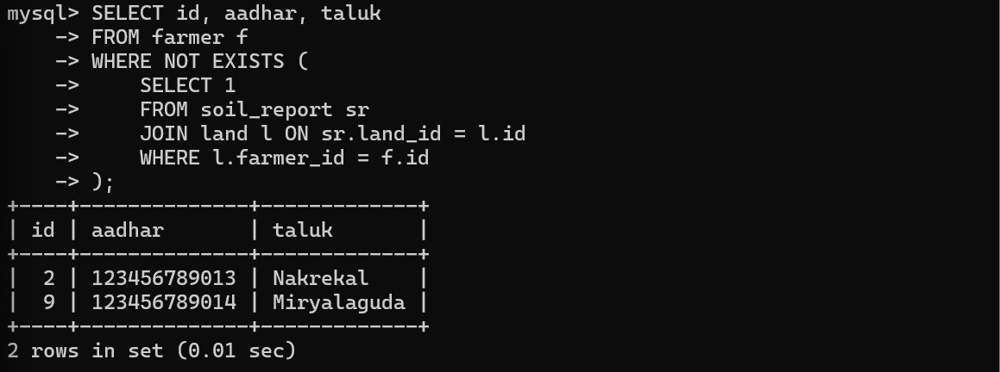 mysql> SELECT id, aadhar, taluk
    -> FROM farmer f
    -> WHERE NOT EXISTS (
    ->     SELECT 1
    ->     FROM soil_report sr
    ->     JOIN land l ON sr.land_id = l.id
    ->     WHERE l.farmer_id = f.id
    -> );
+----+--------------+-------------+
| id | aadhar       | taluk       |
+----+--------------+-------------+
|  2 | 123456789013 | Nakrekal    |
|  9 | 123456789014 | Miryalaguda |
+----+--------------+-------------+
2 rows in set (0.01 sec)